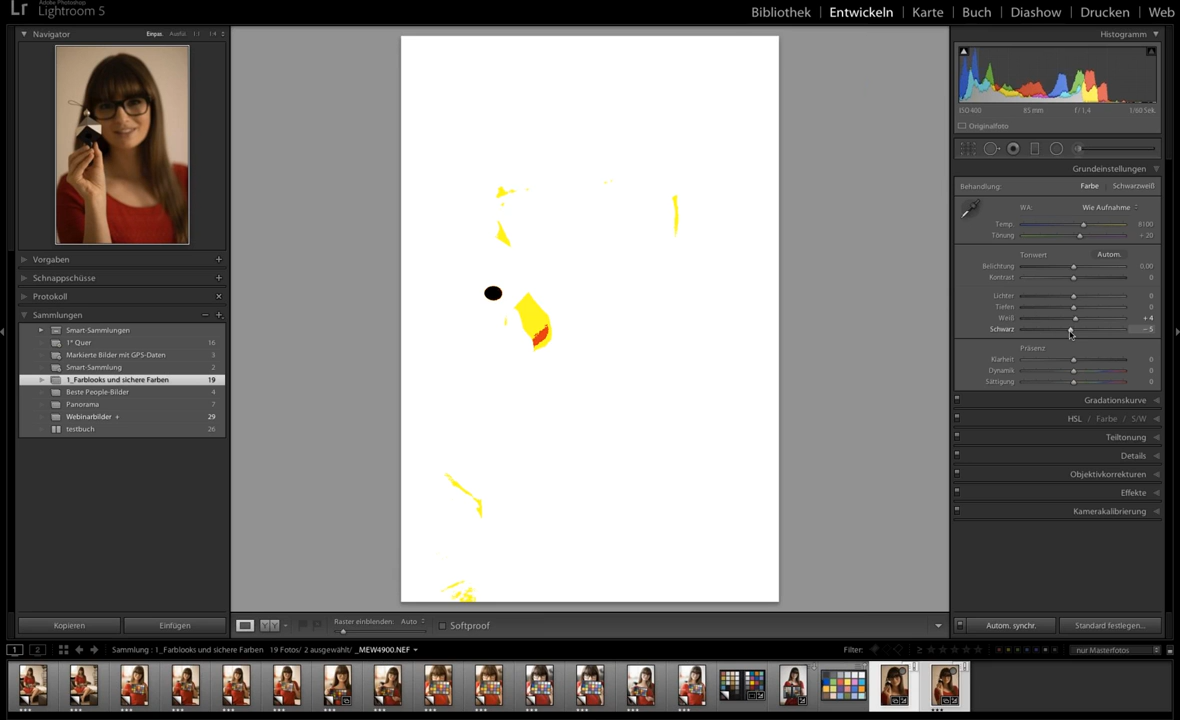 Lr Adobe Photoshop
Lightroom 5
Bibliothek | Entwickeln | Karte | Buch | Diashow | Drucken | Web
Navigator Einpas. Ausfül. 1:1 1:4
Histogramm
ISO 400 85 mm f / 1,4 1/60 Sek.
Originalfoto
Grundeinstellungen
Behandlung: Farbe Schwarzweiß
WA: Wie Aufnahme
Temp. 8100
Tönung + 20
Tonwert Autom.
Belichtung 0,00
Kontrast 0
Lichter 0
Tiefen 0
Weiß + 4
Schwarz − 5
Präsenz
Klarheit 0
Dynamik 0
Sättigung 0
Gradationskurve
HSL / Farbe / S/W
Teiltonung
Details
Objektivkorrekturen
Effekte
Kamerakalibrierung
Vorgaben +
Schnappschüsse +
Protokoll ×
Sammlungen − +
Smart-Sammlungen
1* Quer 16
Markierte Bilder mit GPS-Daten 3
Smart-Sammlung 2
1_Farblooks und sichere Farben 19
Beste People-Bilder 4
Panorama 7
Webinarbilder + 29
testbuch 26
Kopieren Einfügen
Raster einblenden: Auto Softproof
Autom. synchr. Standard festlegen...
1 2 Sammlung : 1_Farblooks und sichere Farben 19 Fotos/ 2 ausgewählt/ _MEW4900.NEF
Filter: nur Masterfotos